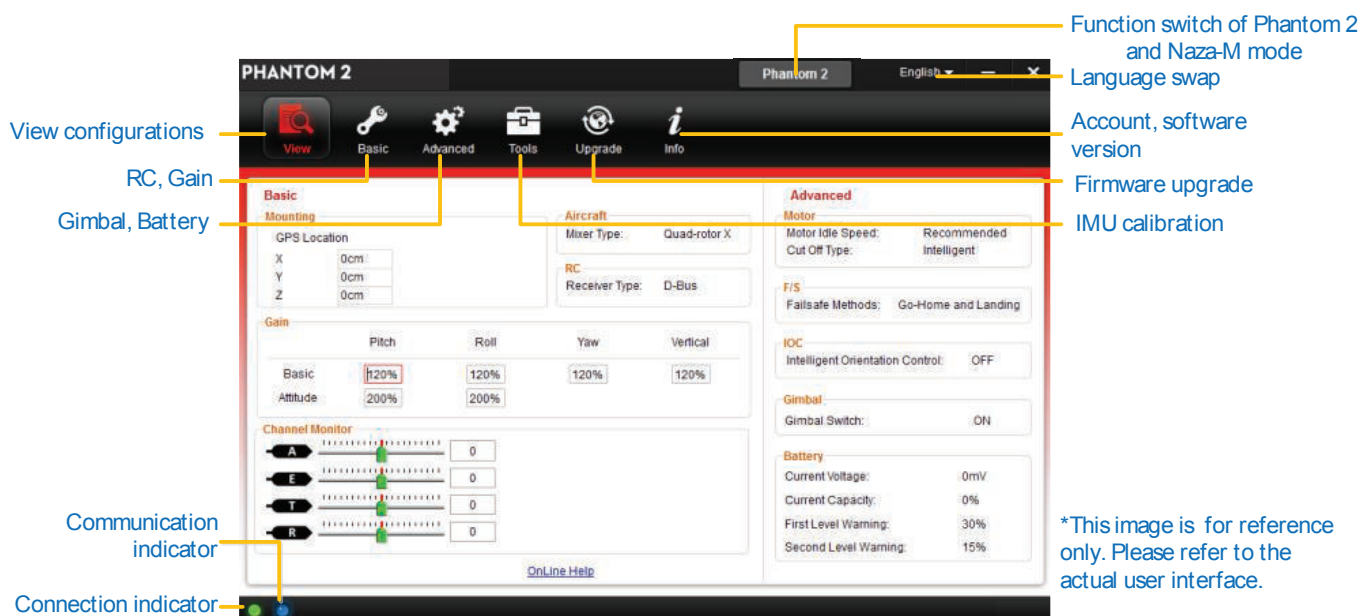 Function switch of Phantom 2
and Naza-M mode
PHANTOM 2
Phantom 2
English
Language swap
View configurations
View
Basic
Advanced
Tools
Upgrade
Info
Account, software
version
RC, Gain
Firmware upgrade
Gimbal, Battery
IMU calibration
Basic
Mounting
GPS Location
X 0cm
Y 0cm
Z 0cm
Aircraft
Mixer Type: Quad-rotor X
RC
Receiver Type: D-Bus
Gain
Pitch Roll Yaw Vertical
Basic 120% 120% 120% 120%
Attitude 200% 200%
Channel Monitor
A 0
E 0
T 0
R 0
OnLine Help
Advanced
Motor
Motor Idle Speed: Recommended
Cut Off Type: Intelligent
F/S
Failsafe Methods: Go-Home and Landing
IOC
Intelligent Orientation Control: OFF
Gimbal
Gimbal Switch: ON
Battery
Current Voltage: 0mV
Current Capacity: 0%
First Level Warning: 30%
Second Level Warning: 15%
Communication
indicator
Connection indicator
*This image is for reference
only. Please refer to the
actual user interface.